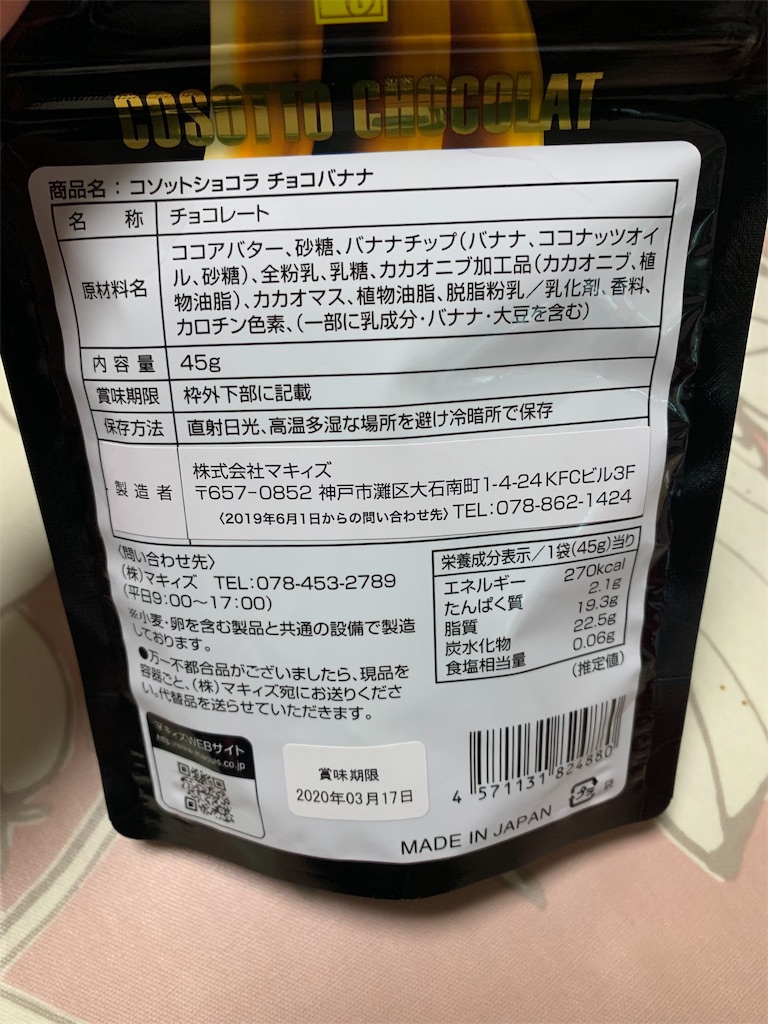 COSOTTO CHOCOLAT
商品名：コソットショコラ チョコバナナ
名 称 チョコレート
原材料名 ココアバター、砂糖、バナナチップ(バナナ、ココナッツオイ
ル、砂糖)、全粉乳、乳糖、カカオニブ加工品(カカオニブ、植
物油脂)、カカオマス、植物油脂、脱脂粉乳／乳化剤、香料、
カロチン色素、(一部に乳成分・バナナ・大豆を含む)
内容量 45g
賞味期限 枠外下部に記載
保存方法 直射日光、高温多湿な場所を避け冷暗所で保存
製造者 株式会社マキィズ
〒657-0852 神戸市灘区大石南町1-4-24 KFCビル3F
〈2019年6月1日からの問い合わせ先〉TEL:078-862-1424
〈問い合わせ先〉
(株)マキィズ TEL:078-453-2789
(平日9:00～17:00)
※小麦・卵を含む製品と共通の設備で製造
しております。
●万一不都合品がございましたら、現品を
容器ごと、(株)マキィズ宛にお送りくださ
い。代替品を送らせていただきます。
栄養成分表示／1袋(45g)当り
エネルギー 270kcal
たんぱく質 2.1g
脂質 19.3g
炭水化物 22.5g
食塩相当量 0.06g
(推定値)
マキィズWEBサイト
賞味期限
2020年03月17日
4 571131 824880
プラ
袋
MADE IN JAPAN